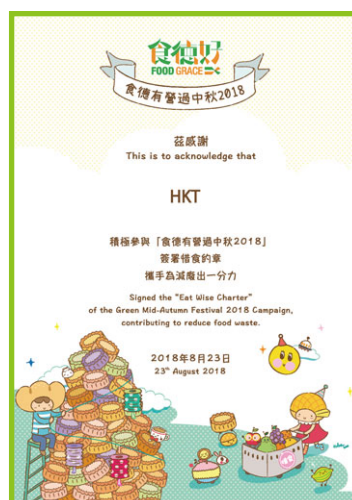 食德好
FOOD GRACE
食德有營過中秋2018
茲感謝
This is to acknowledge that
HKT
積極參與「食德有營過中秋2018」
簽署惜食約章
攜手為減廢出一分力
Signed the "Eat Wise Charter"
of the Green Mid-Autumn Festival 2018 Campaign,
contributing to reduce food waste.
2018年8月23日
23ʳᵈ August 2018